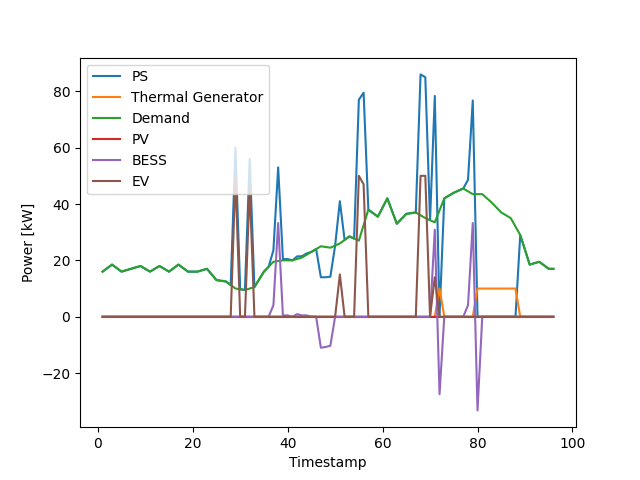 PS
Thermal Generator
Demand
PV
BESS
EV
Power [kW]
80
60
40
20
0
−20
0 20 40 60 80 100
Timestamp